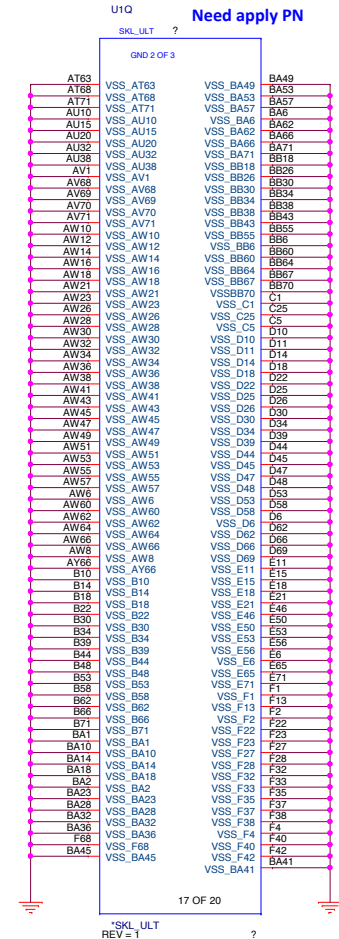 U1Q
Need apply PN
SKL_ULT ?
GND 2 OF 3
AT63 VSS_AT63 VSS_BA49 BA49
AT68 VSS_AT68 VSS_BA53 BA53
AT71 VSS_AT71 VSS_BA57 BA57
AU10 VSS_AU10 VSS_BA6 BA6
AU15 VSS_AU15 VSS_BA62 BA62
AU20 VSS_AU20 VSS_BA66 BA66
AU32 VSS_AU32 VSS_BA71 BA71
AU38 VSS_AU38 VSS_BB18 BB18
AV1 VSS_AV1 VSS_BB26 BB26
AV68 VSS_AV68 VSS_BB30 BB30
AV69 VSS_AV69 VSS_BB34 BB34
AV70 VSS_AV70 VSS_BB38 BB38
AV71 VSS_AV71 VSS_BB43 BB43
AW10 VSS_AW10 VSS_BB55 BB55
AW12 VSS_AW12 VSS_BB6 BB6
AW14 VSS_AW14 VSS_BB60 BB60
AW16 VSS_AW16 VSS_BB64 BB64
AW18 VSS_AW18 VSS_BB67 BB67
AW21 VSS_AW21 VSSBB70 BB70
AW23 VSS_AW23 VSS_C1 C1
AW26 VSS_AW26 VSS_C25 C25
AW28 VSS_AW28 VSS_C5 C5
AW30 VSS_AW30 VSS_D10 D10
AW32 VSS_AW32 VSS_D11 D11
AW34 VSS_AW34 VSS_D14 D14
AW36 VSS_AW36 VSS_D18 D18
AW38 VSS_AW38 VSS_D22 D22
AW41 VSS_AW41 VSS_D25 D25
AW43 VSS_AW43 VSS_D26 D26
AW45 VSS_AW45 VSS_D30 D30
AW47 VSS_AW47 VSS_D34 D34
AW49 VSS_AW49 VSS_D39 D39
AW51 VSS_AW51 VSS_D44 D44
AW53 VSS_AW53 VSS_D45 D45
AW55 VSS_AW55 VSS_D47 D47
AW57 VSS_AW57 VSS_D48 D48
AW6 VSS_AW6 VSS_D53 D53
AW60 VSS_AW60 VSS_D58 D58
AW62 VSS_AW62 VSS_D6 D6
AW64 VSS_AW64 VSS_D62 D62
AW66 VSS_AW66 VSS_D66 D66
AW8 VSS_AW8 VSS_D69 D69
AY66 VSS_AY66 VSS_E11 E11
B10 VSS_B10 VSS_E15 E15
B14 VSS_B14 VSS_E18 E18
B18 VSS_B18 VSS_E21 E21
B22 VSS_B22 VSS_E46 E46
B30 VSS_B30 VSS_E50 E50
B34 VSS_B34 VSS_E53 E53
B39 VSS_B39 VSS_E56 E56
B44 VSS_B44 VSS_E6 E6
B48 VSS_B48 VSS_E65 E65
B53 VSS_B53 VSS_E71 E71
B58 VSS_B58 VSS_F1 F1
B62 VSS_B62 VSS_F13 F13
B66 VSS_B66 VSS_F2 F2
B71 VSS_B71 VSS_F22 F22
BA1 VSS_BA1 VSS_F23 F23
BA10 VSS_BA10 VSS_F27 F27
BA14 VSS_BA14 VSS_F28 F28
BA18 VSS_BA18 VSS_F32 F32
BA2 VSS_BA2 VSS_F33 F33
BA23 VSS_BA23 VSS_F35 F35
BA28 VSS_BA28 VSS_F37 F37
BA32 VSS_BA32 VSS_F38 F38
BA36 VSS_BA36 VSS_F4 F4
F68 VSS_F68 VSS_F40 F40
BA45 VSS_BA45 VSS_F42 F42
VSS_BA41 BA41
17 OF 20
*SKL_ULT
REV = 1 ?